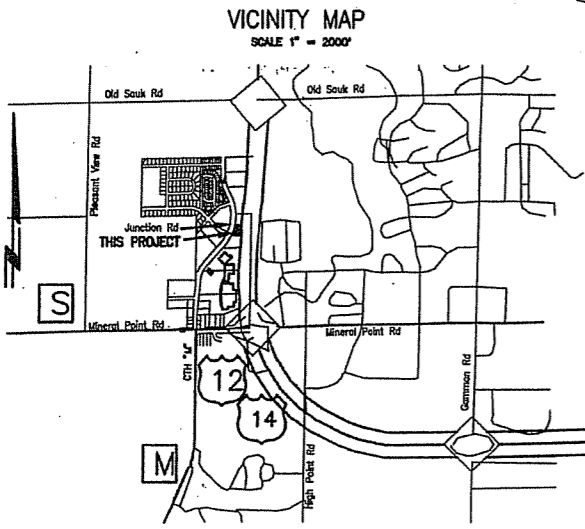 VICINITY MAP
SCALE 1" = 2000'
Old Sauk Rd
Old Sauk Rd
Pleasant View Rd
Junction Rd
THIS PROJECT
S
Mineral Point Rd
Mineral Point Rd
CTH "M"
12
14
Gammon Rd
M
High Point Rd